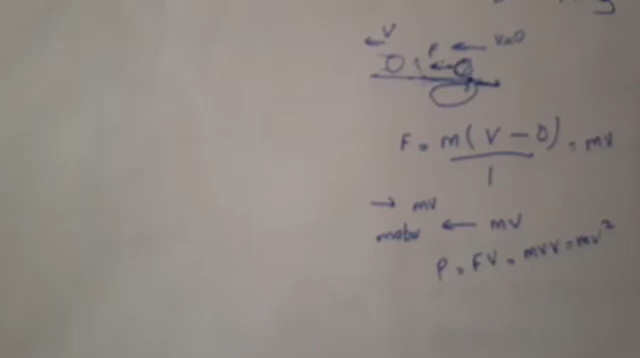 V
F ← V=0
F = m(V-0)/1 = mv
→ mv
motor ← mV
P = FV = mvv = mv²